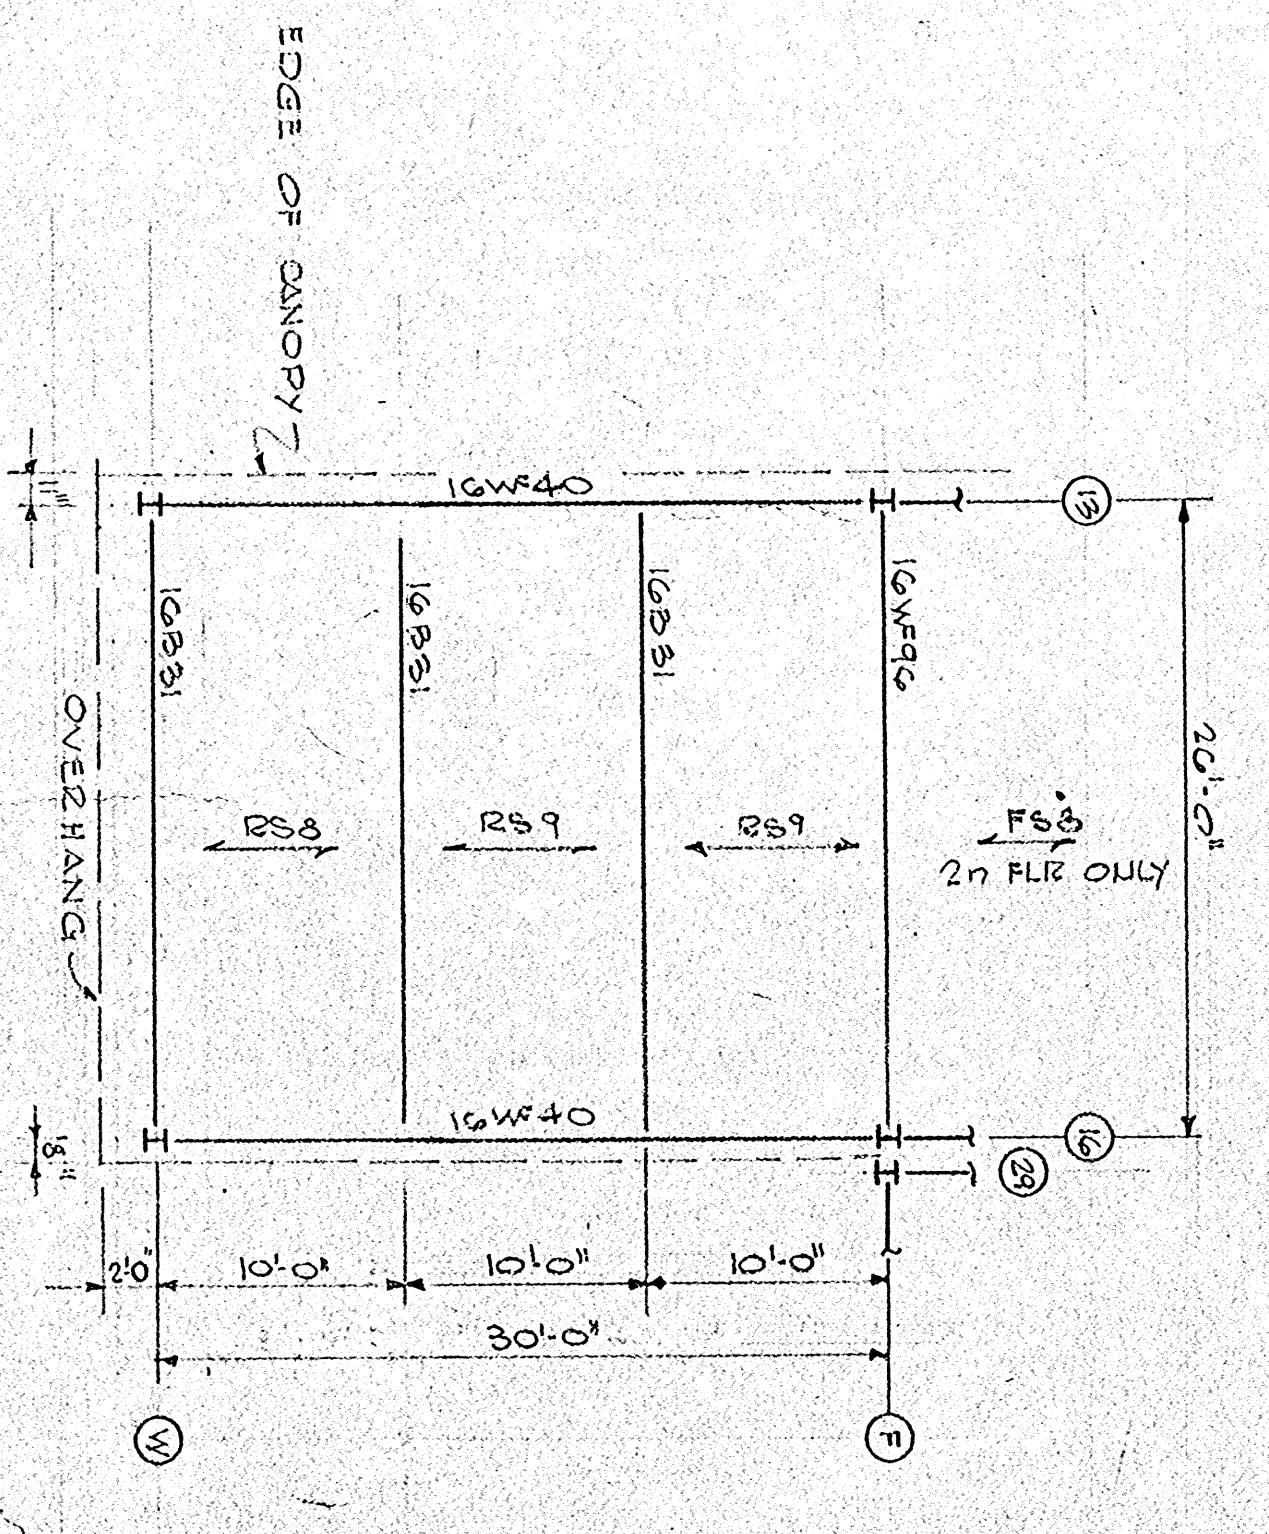 EDGE OF CANOPY
16WF40
13
11"
16B31
16B31
16B31
16WF96
26'-0"
OVERHANG
RS8
RS9
RS9
FS3
2n FLR ONLY
16WF40
16
29
2'0"
10'-0"
10'-0"
10'-0"
30'-0"
W
F